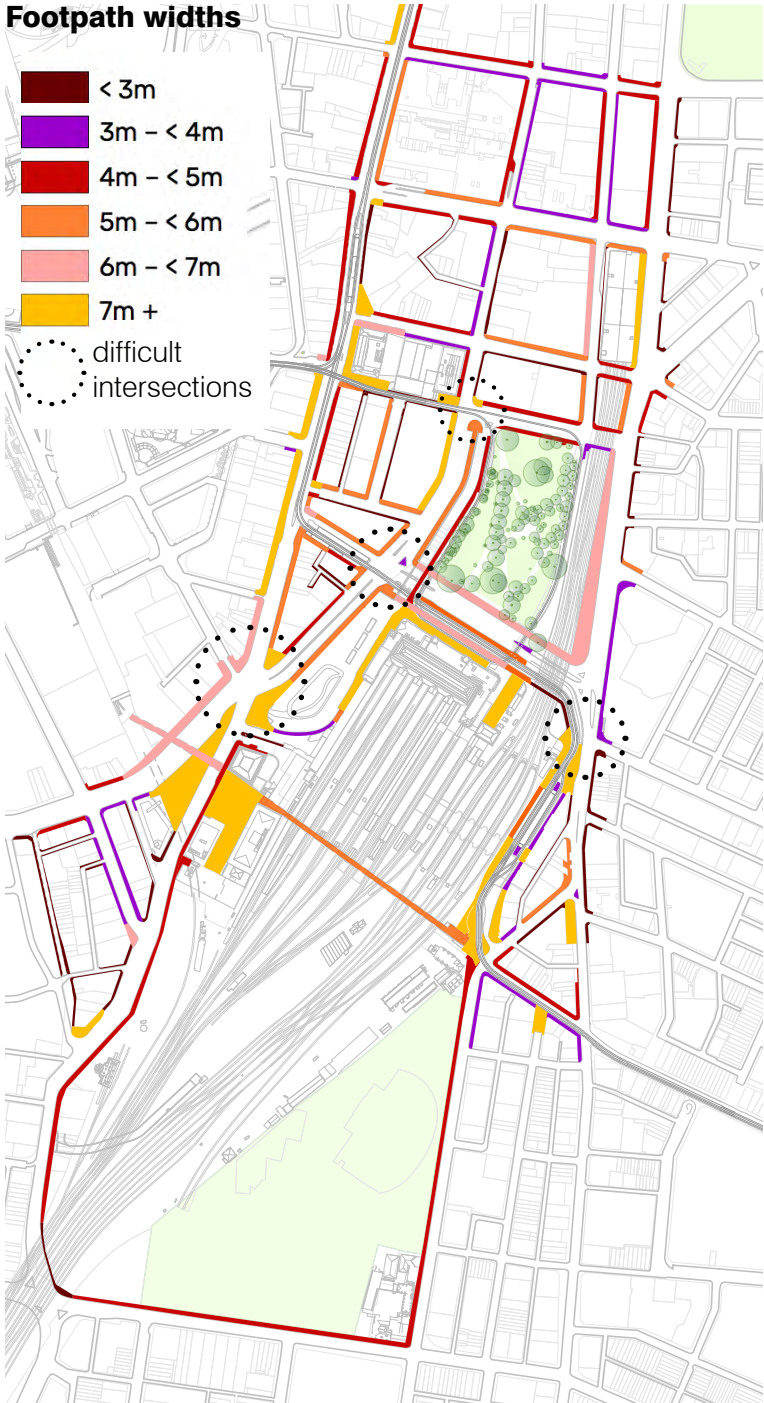 Footpath widths
< 3m
3m – < 4m
4m – < 5m
5m – < 6m
6m – < 7m
7m +
difficult
intersections